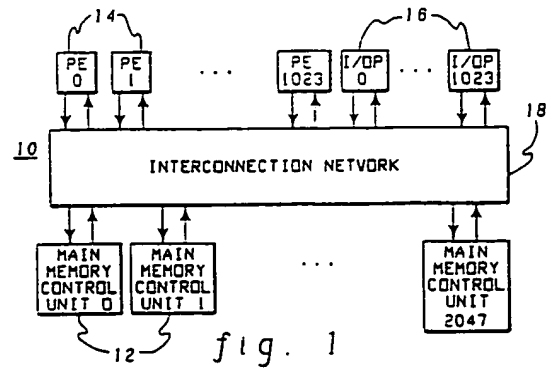 14
16
PE
0
PE
1
...
PE
1023
I/OP
0
...
I/OP
1023
18
10
INTERCONNECTION NETWORK
MAIN
MEMORY
CONTROL
UNIT 0
MAIN
MEMORY
CONTROL
UNIT 1
...
MAIN
MEMORY
CONTROL
UNIT
2047
12
fig. 1